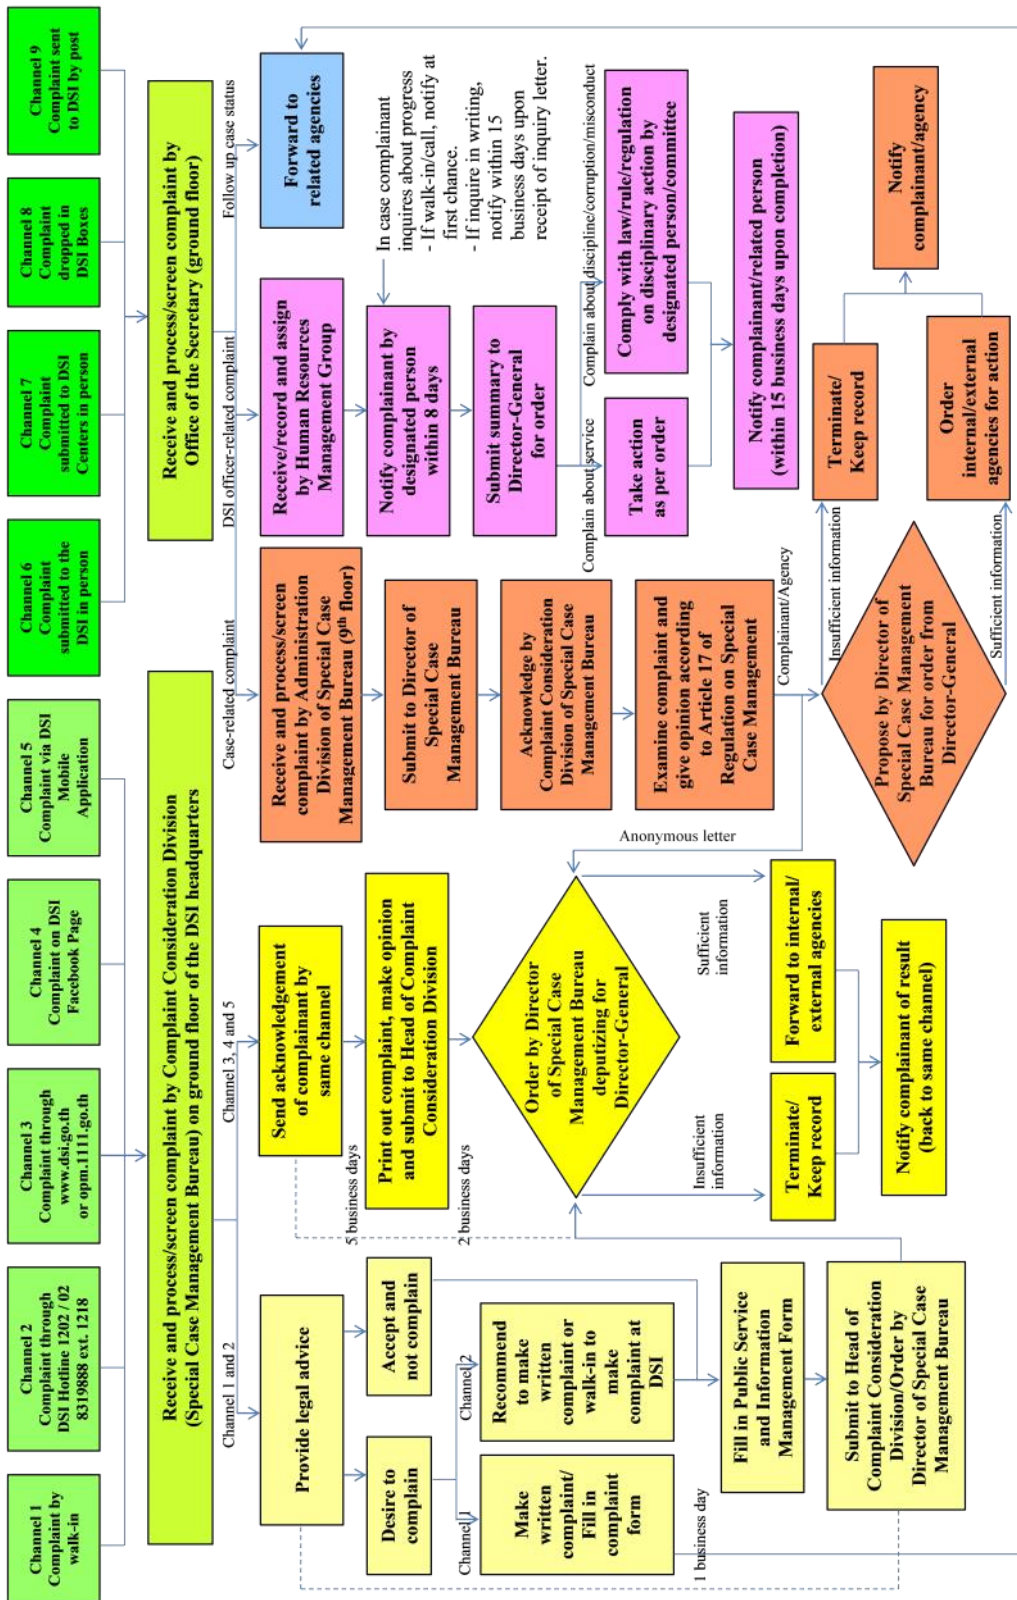 Channel 1
Complaint by
walk-in
Channel 2
Complaint through
DSI Hotline 1202 / 02
8319888 ext. 1218
Channel 3
Complaint through
www.dsi.go.th
or opm.1111.go.th
Channel 4
Complaint on DSI
Facebook Page
Channel 5
Complaint via DSI
Mobile
Application
Channel 6
Complaint
submitted to the
DSI in person
Channel 7
Complaint
submitted to DSI
Centers in person
Channel 8
Complaint
dropped in
DSI Boxes
Channel 9
Complaint sent
to DSI by post
Receive and process/screen complaint by Complaint Consideration Division
(Special Case Management Bureau) on ground floor of the DSI headquarters
Receive and process/screen complaint by
Office of the Secretary (ground floor)
Channel 1 and 2
Channel 3, 4 and 5
Case-related complaint
DSI officer-related complaint
Follow up case status
Provide legal advice
Desire to
complain
Accept and
not complain
Channel 1
Channel 2
Make
written
complaint/
Fill in
complaint
form
Recommend
to make
written
complaint or
walk-in to
make
complaint at
DSI
1 business day
Fill in Public Service
and Information
Management Form
Submit to Head of
Complaint Consideration
Division/Order by
Director of Special Case
Management Bureau
Send acknowledgement
of complainant by
same channel
5 business days
Print out complaint, make opinion
and submit to Head of Complaint
Consideration Division
2 business days
Order by Director
of Special Case
Management Bureau
deputizing for
Director-General
Insufficient
information
Sufficient
information
Terminate/
Keep record
Forward to internal/
external agencies
Notify complainant of result
(back to same channel)
Receive and process/screen
complaint by Administration
Division of Special Case
Management Bureau (9th floor)
Submit to Director of
Special Case
Management Bureau
Acknowledge by
Complaint Consideration
Division of Special Case
Management Bureau
Examine complaint and
give opinion according
to Article 17 of
Regulation on Special
Case Management
Anonymous letter
Complainant/Agency
Propose by Director of
Special Case Management
Bureau for order from
Director-General
Insufficient information
Sufficient information
Terminate/
Keep record
Order
internal/external
agencies for action
Notify
complainant/agency
Receive/record and assign
by Human Resources
Management Group
Notify complainant by
designated person
within 8 days
Submit summary to
Director-General
for order
Complain about service
Complain about discipline/corruption/misconduct
Take action
as per order
Comply with law/rule/regulation
on disciplinary action by
designated person/committee
Notify complainant/related person
(within 15 business days upon completion)
Forward to
related agencies
In case complainant
inquires about progress
- If walk-in/call, notify at
first chance.
- If inquire in writing,
notify within 15
business days upon
receipt of inquiry letter.